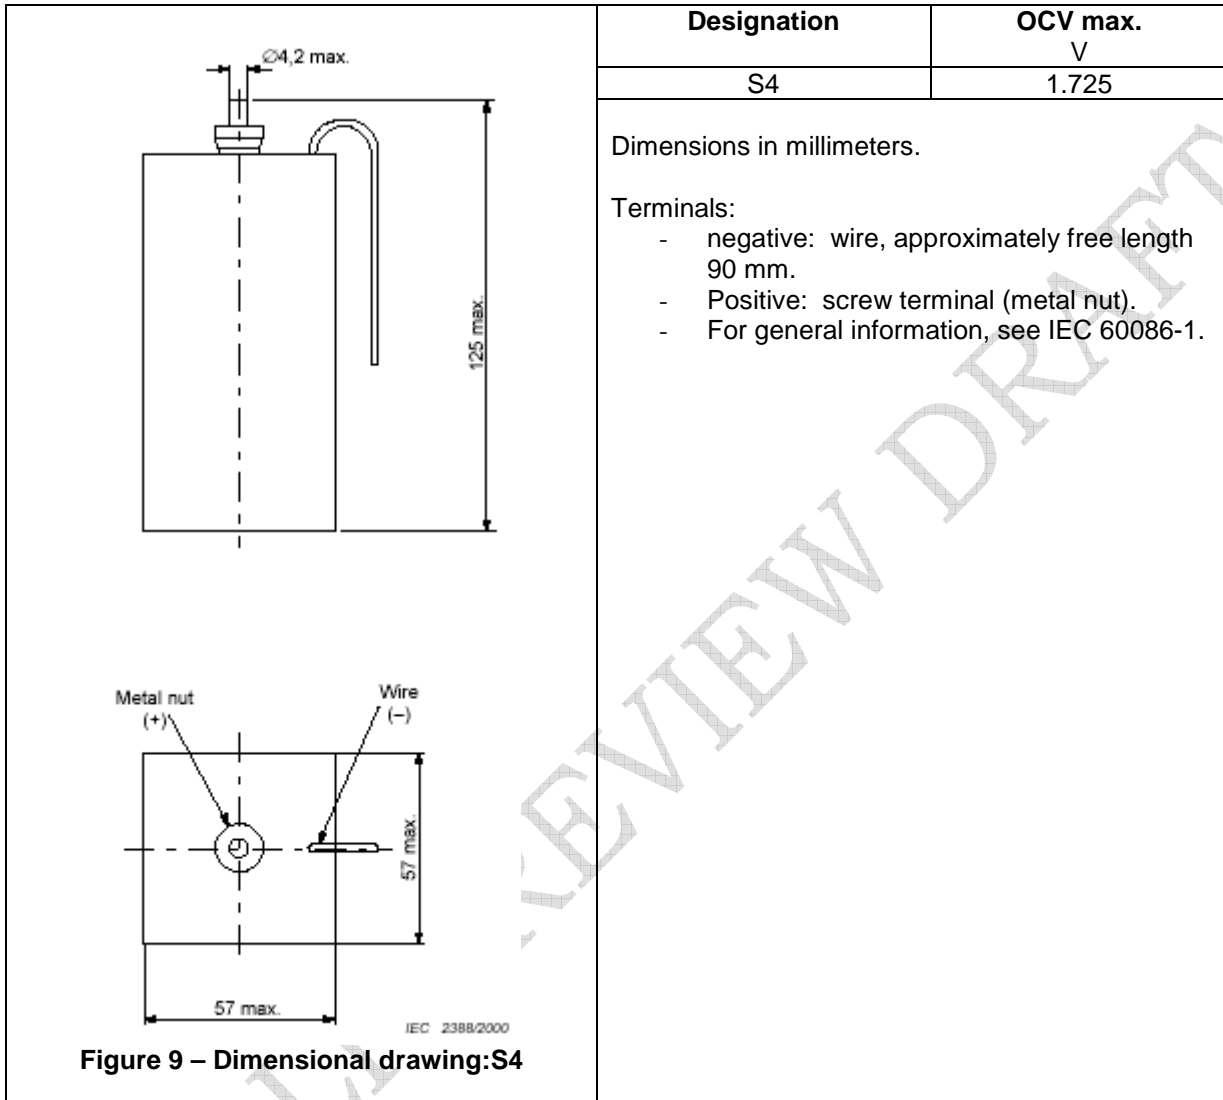 Ø4,2 max.
125 max.
Metal nut
(+)
Wire
(–)
57 max.
57 max.
IEC 2388/2000
Figure 9 – Dimensional drawing:S4
Designation
OCV max.
V
S4
1.725
Dimensions in millimeters.
Terminals:
- negative: wire, approximately free length
90 mm.
- Positive: screw terminal (metal nut).
- For general information, see IEC 60086-1.
REVIEW DRAFT